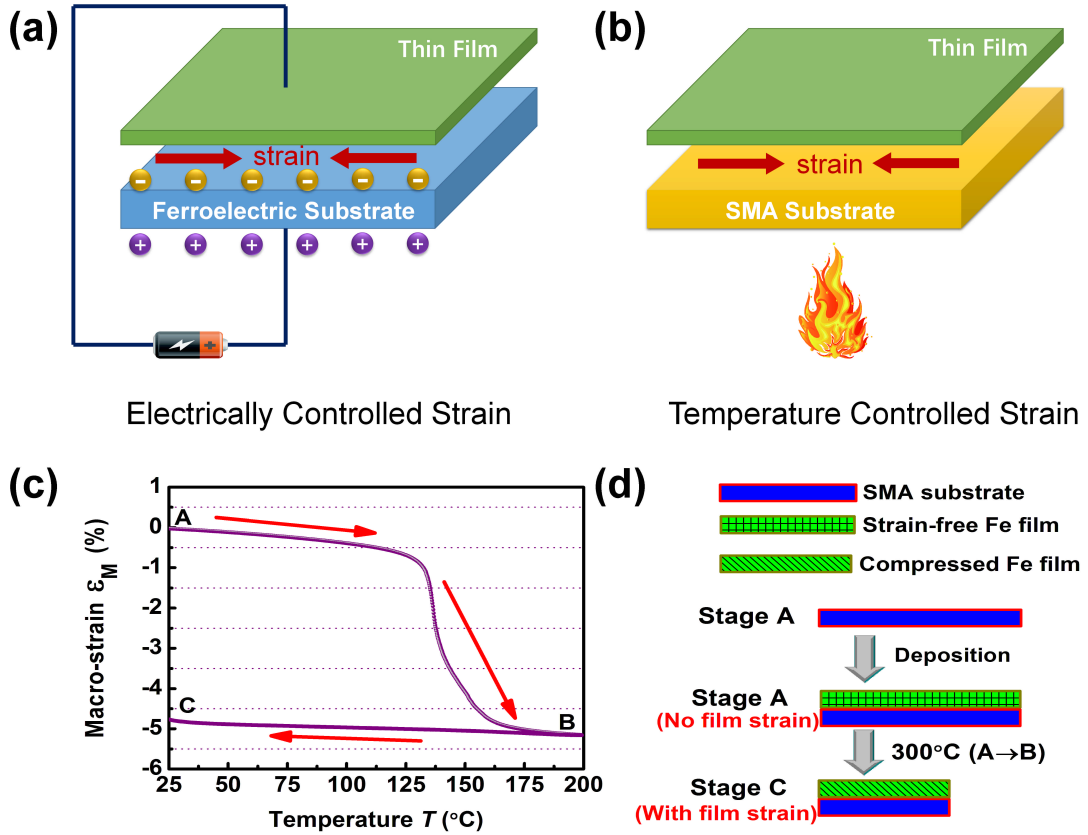 (a)
Thin Film
strain
− − − − − −
Ferroelectric Substrate
+ + + + + +
+
Electrically Controlled Strain
(b)
Thin Film
strain
SMA Substrate
Temperature Controlled Strain
(c)
Macro-strain ε_M (%)
1
0
-1
-2
-3
-4
-5
-6
A
B
C
25 50 75 100 125 150 175 200
Temperature T (°C)
(d)
SMA substrate
Strain-free Fe film
Compressed Fe film
Stage A
Deposition
Stage A
(No film strain)
300°C (A→B)
Stage C
(With film strain)